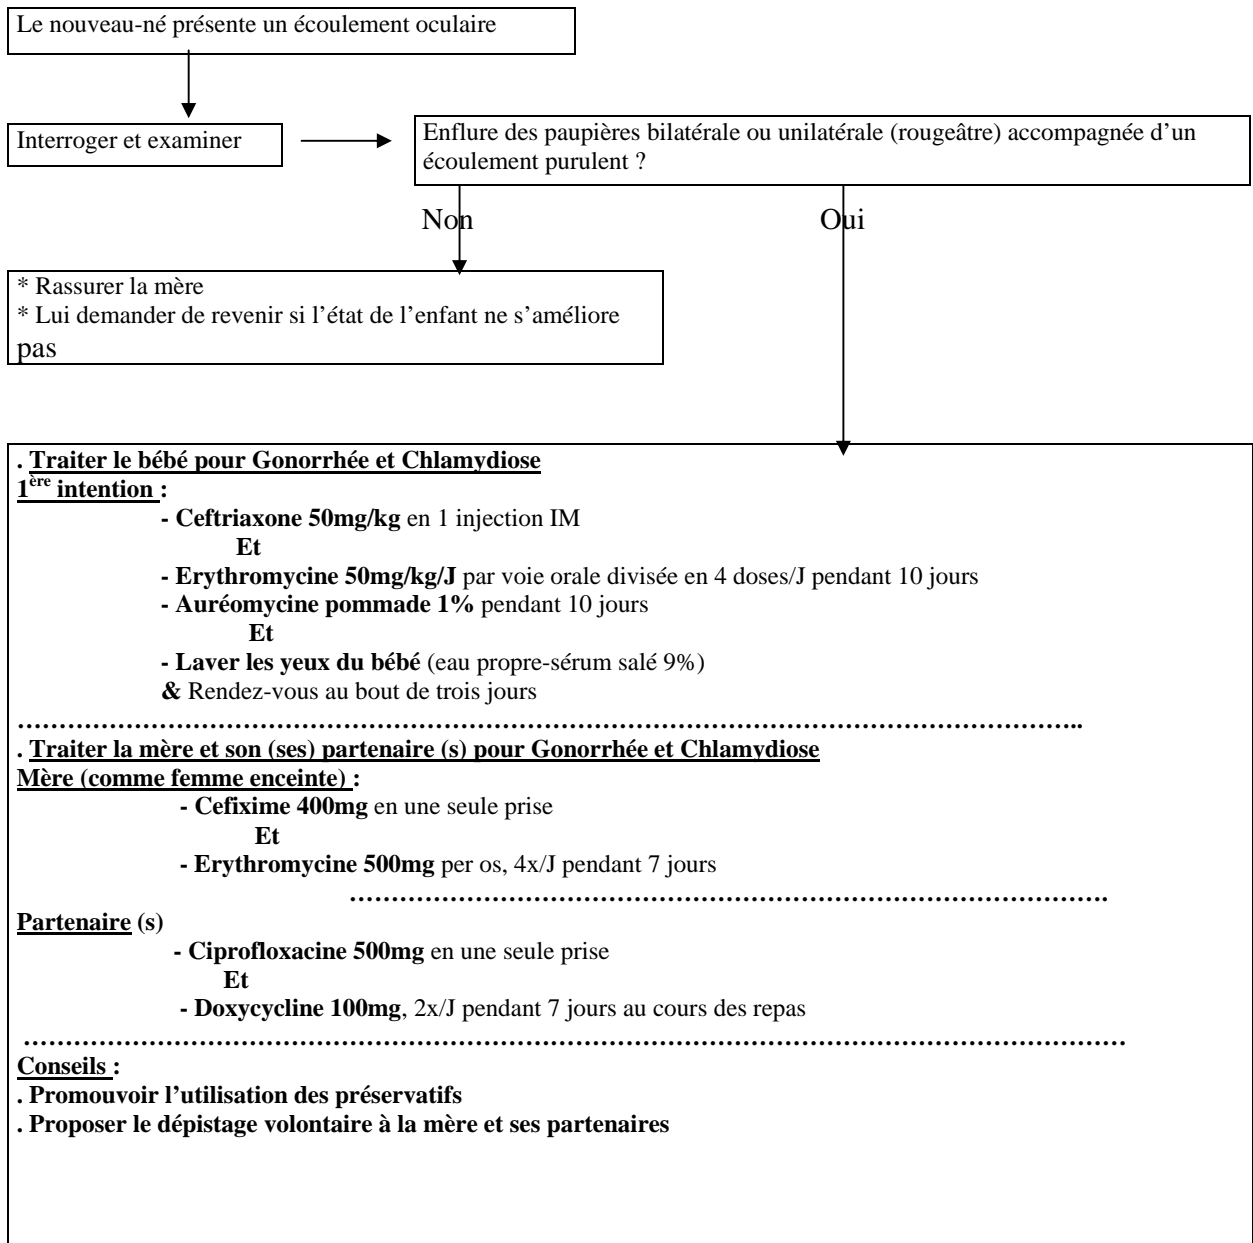 Le nouveau-né présente un écoulement oculaire
Interroger et examiner
Enflure des paupières bilatérale ou unilatérale (rougeâtre) accompagnée d’un
écoulement purulent ?
Non
Oui
* Rassurer la mère
* Lui demander de revenir si l’état de l’enfant ne s’améliore
pas
. Traiter le bébé pour Gonorrhée et Chlamydiose
1ère intention :
- Ceftriaxone 50mg/kg en 1 injection IM
Et
- Erythromycine 50mg/kg/J par voie orale divisée en 4 doses/J pendant 10 jours
- Auréomycine pommade 1% pendant 10 jours
Et
- Laver les yeux du bébé (eau propre-sérum salé 9%)
& Rendez-vous au bout de trois jours
…………………………………………………………………………………………………………………..
. Traiter la mère et son (ses) partenaire (s) pour Gonorrhée et Chlamydiose
Mère (comme femme enceinte) :
- Cefixime 400mg en une seule prise
Et
- Erythromycine 500mg per os, 4x/J pendant 7 jours
……………………………………………………………………………….
Partenaire (s)
- Ciprofloxacine 500mg en une seule prise
Et
- Doxycycline 100mg, 2x/J pendant 7 jours au cours des repas
……………………………………………………………………………………………………………………
Conseils :
. Promouvoir l’utilisation des préservatifs
. Proposer le dépistage volontaire à la mère et ses partenaires